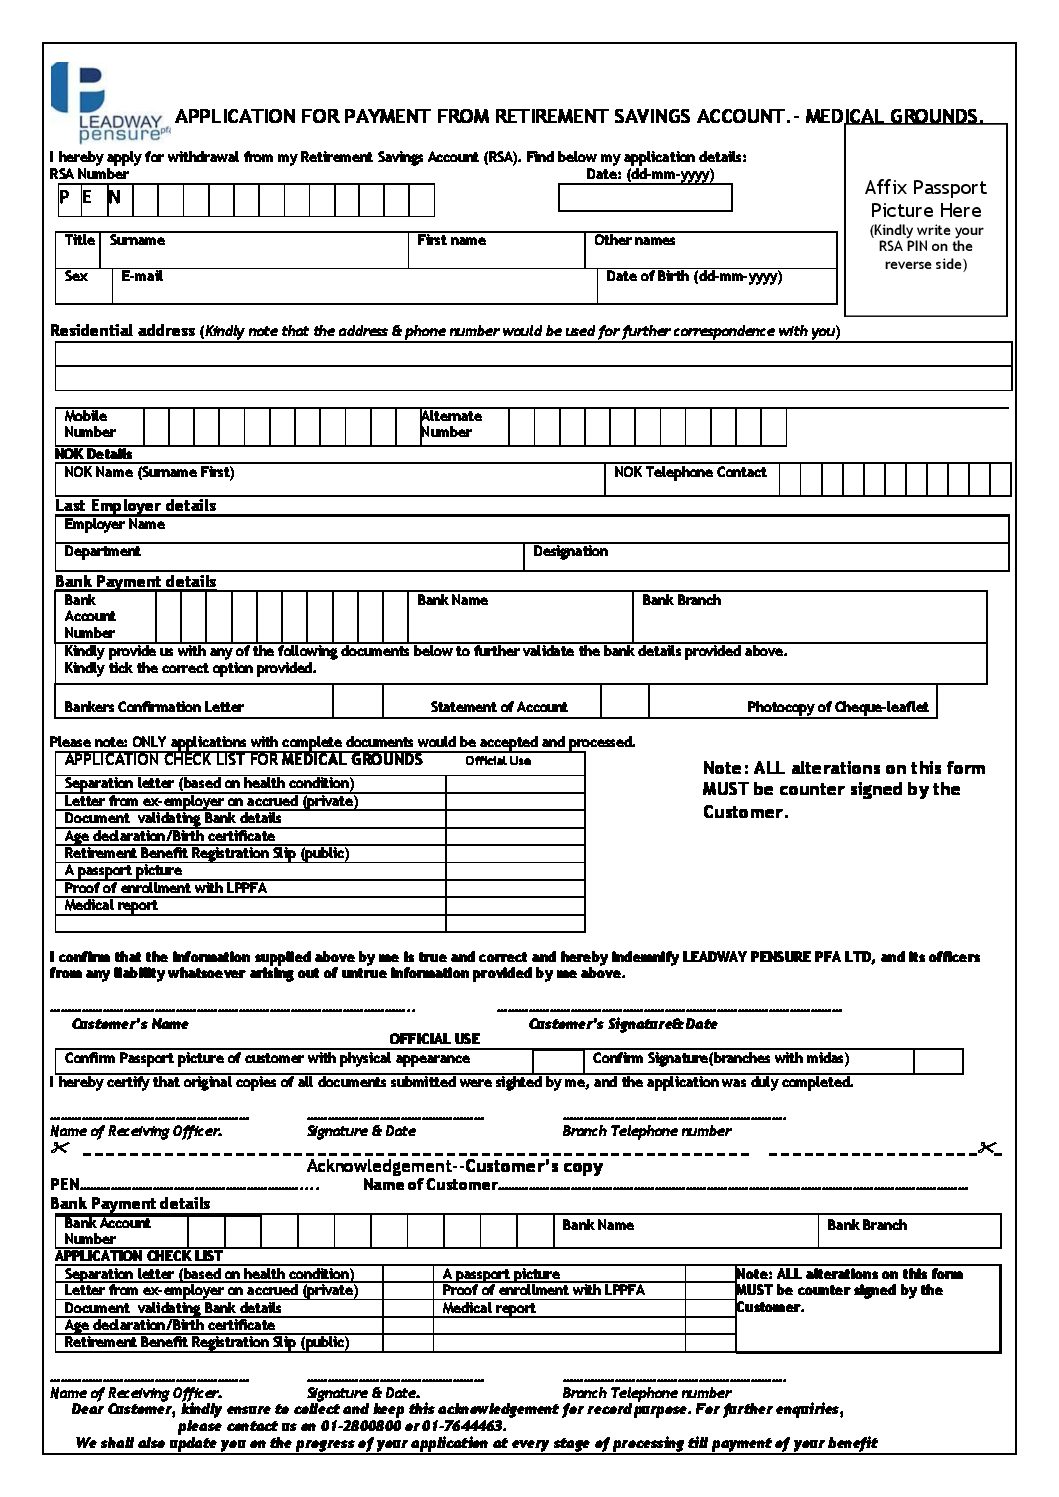 LEADWAY
pensure pfa
APPLICATION FOR PAYMENT FROM RETIREMENT SAVINGS ACCOUNT.- MEDICAL GROUNDS.
I hereby apply for withdrawal from my Retirement Savings Account (RSA). Find below my application details:
RSA Number Date: (dd-mm-yyyy)
P E N
Affix Passport
Picture Here
(Kindly write your
RSA PIN on the
reverse side)
Title Surname First name Other names
Sex E-mail Date of Birth (dd-mm-yyyy)
Residential address (Kindly note that the address & phone number would be used for further correspondence with you)
Mobile Number Alternate Number
NOK Details
NOK Name (Surname First) NOK Telephone Contact
Last Employer details
Employer Name
Department Designation
Bank Payment details
Bank Account Number Bank Name Bank Branch
Kindly provide us with any of the following documents below to further validate the bank details provided above.
Kindly tick the correct option provided.
Bankers Confirmation Letter Statement of Account Photocopy of Cheque-leaflet
Please note: ONLY applications with complete documents would be accepted and processed.
APPLICATION CHECK LIST FOR MEDICAL GROUNDS Official Use
Separation letter (based on health condition)
Letter from ex-employer on accrued (private)
Document validating Bank details
Age declaration/Birth certificate
Retirement Benefit Registration Slip (public)
A passport picture
Proof of enrollment with LPPFA
Medical report
Note: ALL alterations on this form
MUST be counter signed by the
Customer.
I confirm that the information supplied above by me is true and correct and hereby indemnify LEADWAY PENSURE PFA LTD, and its officers
from any liability whatsoever arising out of untrue information provided by me above.
Customer's Name Customer's Signature&Date
OFFICIAL USE
Confirm Passport picture of customer with physical appearance Confirm Signature(branches with midas)
I hereby certify that original copies of all documents submitted were sighted by me, and the application was duly completed.
Name of Receiving Officer. Signature & Date Branch Telephone number
Acknowledgement--Customer's copy
PEN.................................................... Name of Customer....................................................
Bank Payment details
Bank Account Number Bank Name Bank Branch
APPLICATION CHECK LIST
Separation letter (based on health condition) A passport picture
Letter from ex-employer on accrued (private) Proof of enrollment with LPPFA
Document validating Bank details Medical report
Age declaration/Birth certificate
Retirement Benefit Registration Slip (public)
Note: ALL alterations on this form
MUST be counter signed by the
Customer.
Name of Receiving Officer. Signature & Date. Branch Telephone number
Dear Customer, kindly ensure to collect and keep this acknowledgement for record purpose. For further enquiries,
please contact us on 01-2800800 or 01-7644463.
We shall also update you on the progress of your application at every stage of processing till payment of your benefit